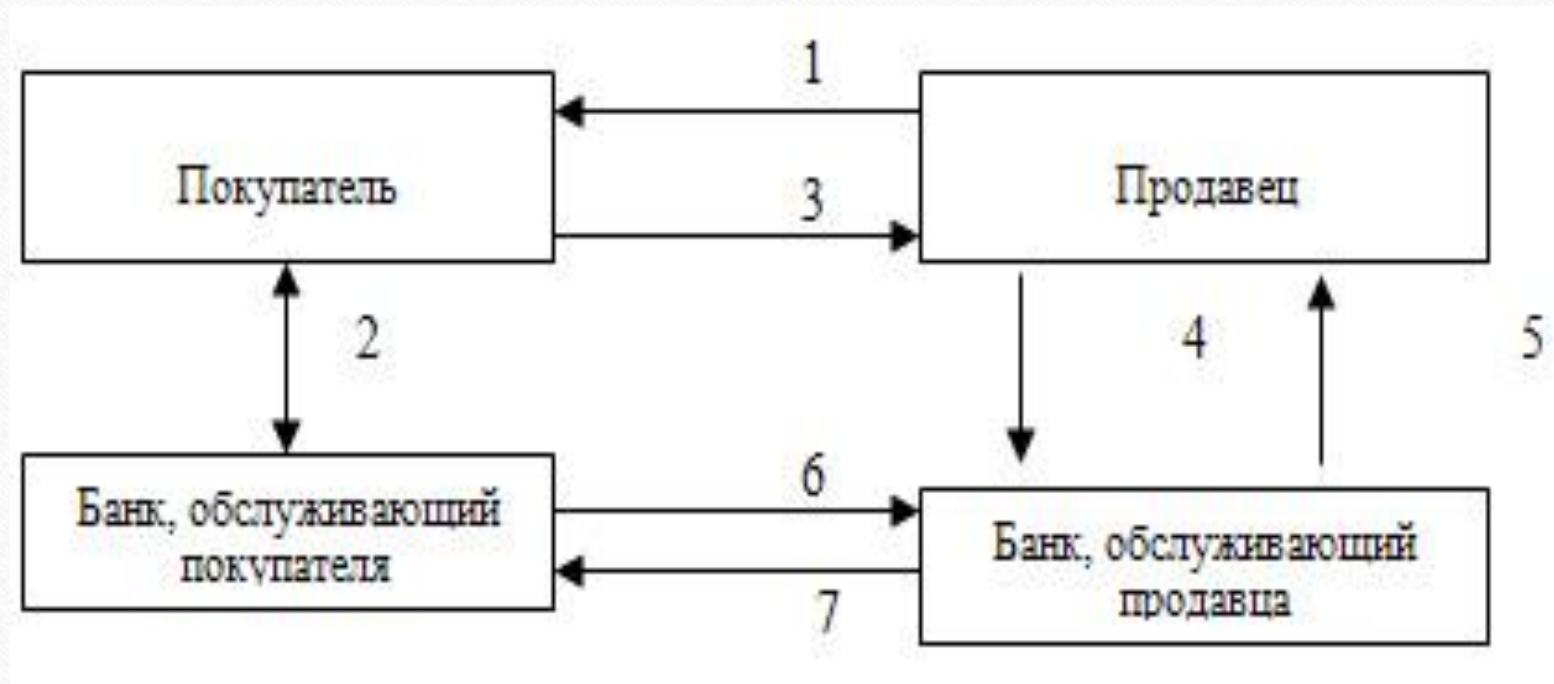 1
Покупатель
Продавец
3
2
4
5
6
Банк, обслуживающий
покупателя
Банк, обслуживающий
продавца
7